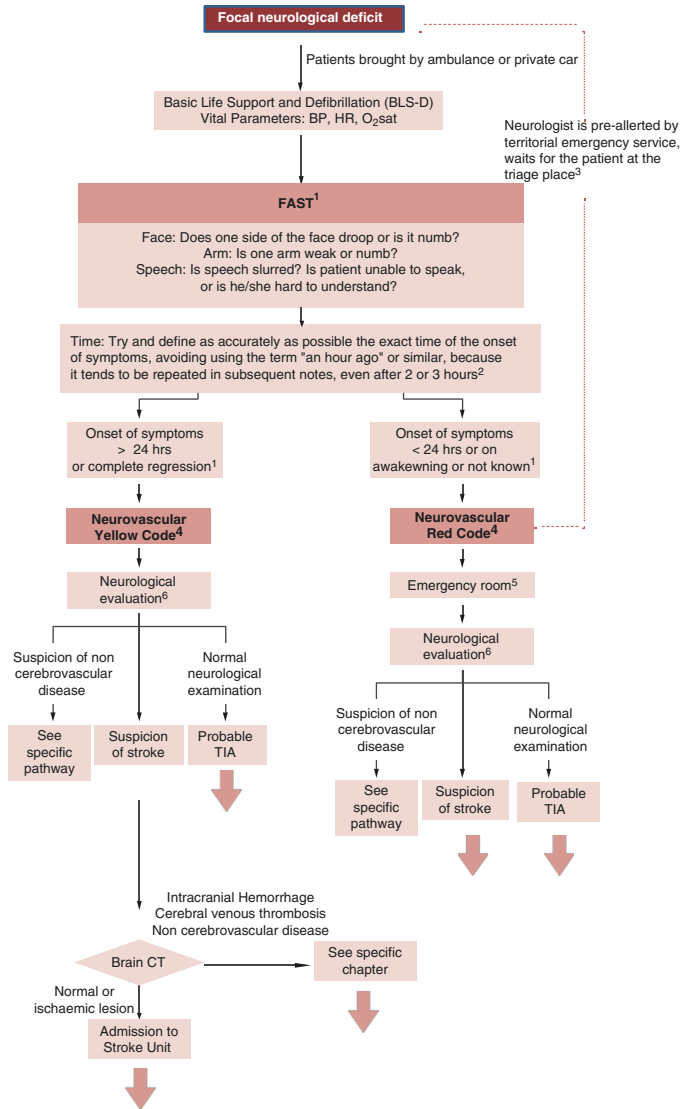 Focal neurological deficit
Patients brought by ambulance or private car
Basic Life Support and Defibrillation (BLS-D)
Vital Parameters: BP, HR, O₂sat
Neurologist is pre-allerted by
territorial emergency service,
waits for the patient at the
triage place³
FAST¹
Face: Does one side of the face droop or is it numb?
Arm: Is one arm weak or numb?
Speech: Is speech slurred? Is patient unable to speak,
or is he/she hard to understand?
Time: Try and define as accurately as possible the exact time of the onset
of symptoms, avoiding using the term "an hour ago" or similar, because
it tends to be repeated in subsequent notes, even after 2 or 3 hours²
Onset of symptoms
> 24 hrs
or complete regression¹
Onset of symptoms
< 24 hrs or on
awakewning or not known¹
Neurovascular
Yellow Code⁴
Neurovascular
Red Code⁴
Neurological
evaluation⁶
Emergency room⁵
Neurological
evaluation⁶
Suspicion of non
cerebrovascular
disease
Normal
neurological
examination
See
specific
pathway
Suspicion
of stroke
Probable
TIA
Suspicion of non
cerebrovascular
disease
Normal
neurological
examination
See
specific
pathway
Suspicion
of stroke
Probable
TIA
Intracranial Hemorrhage
Cerebral venous thrombosis
Non cerebrovascular disease
Brain CT
See specific
chapter
Normal or
ischaemic lesion
Admission to
Stroke Unit